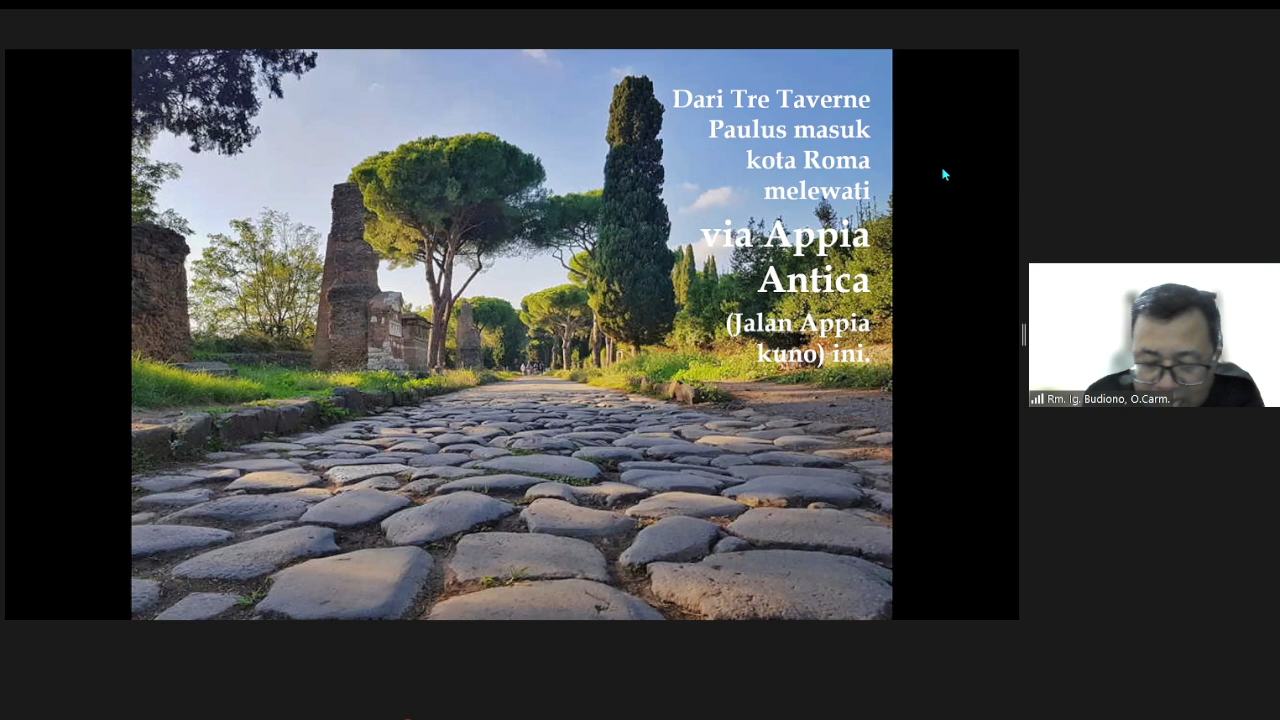 Dari Tre Taverne
Paulus masuk
kota Roma
melewati
via Appia
Antica
(Jalan Appia
kuno) ini.
Rm. Ig. Budiono, O.Carm.